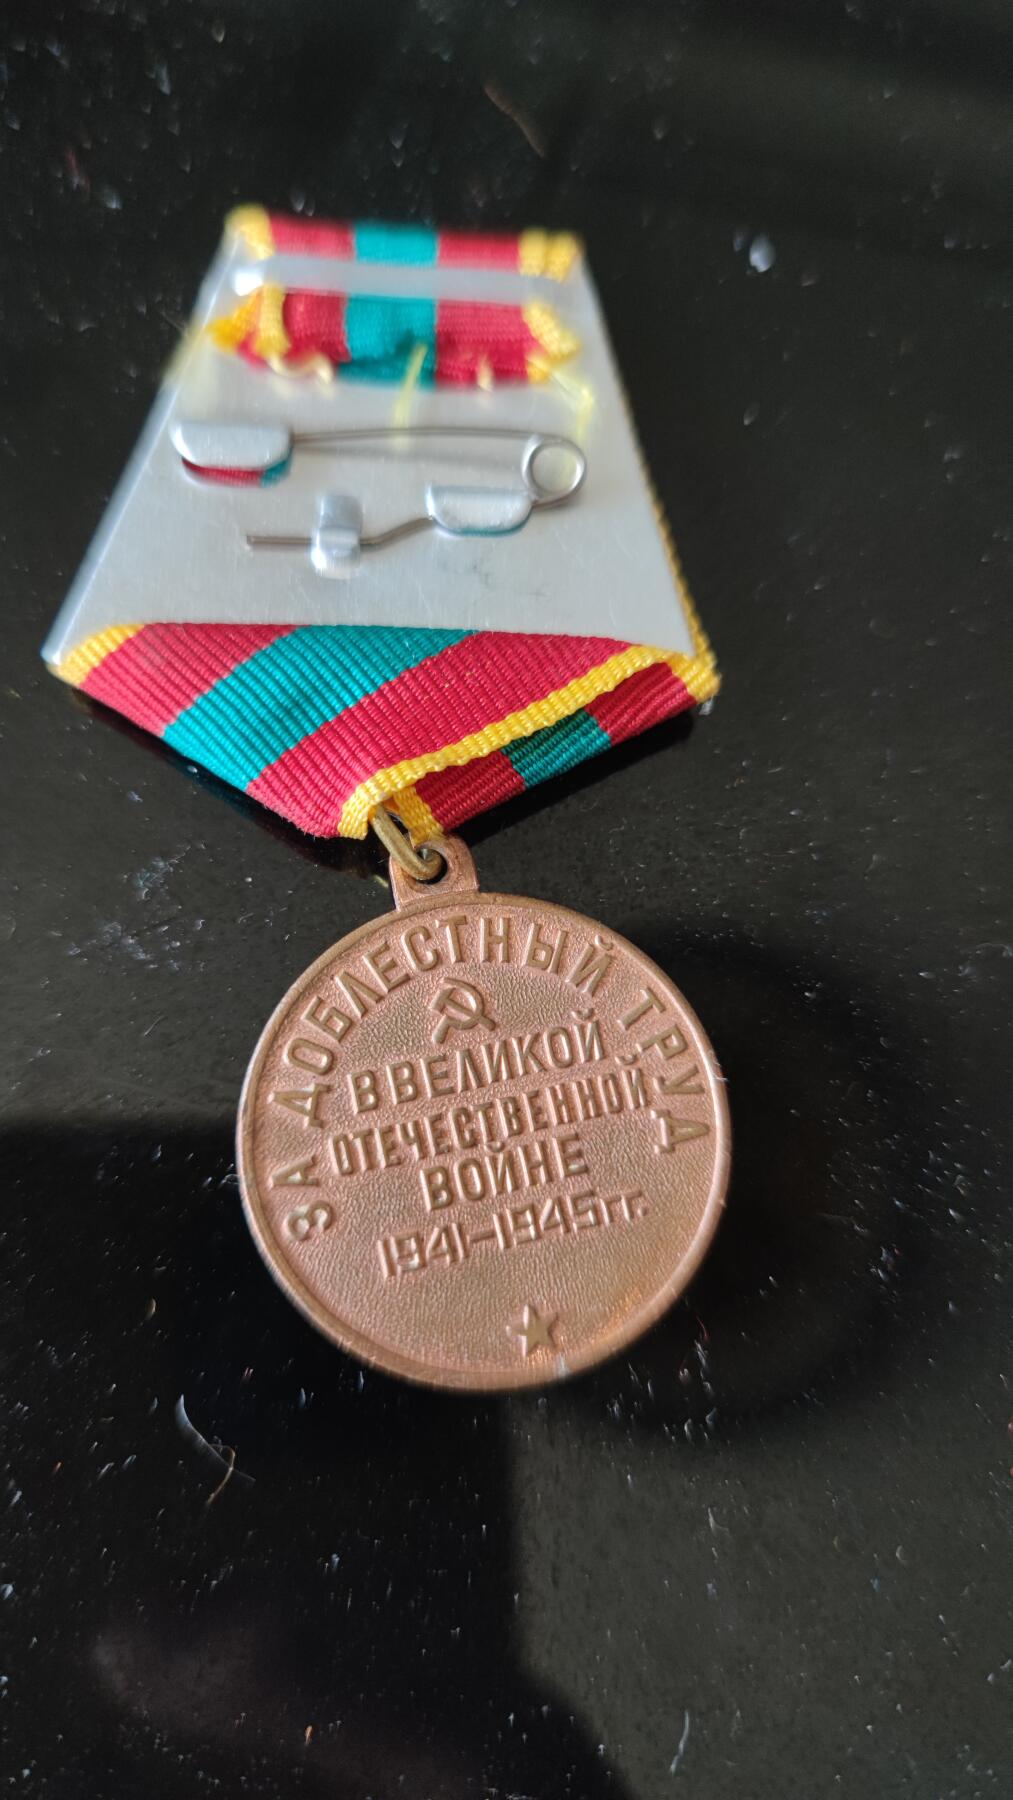 ЗА ДОБЛЕСТНЫЙ ТРУД
В ВЕЛИКОЙ
ОТЕЧЕСТВЕННОЙ
ВОЙНЕ
1941-1945гг.